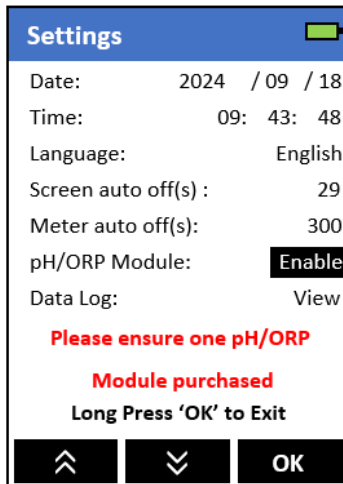 Settings
Date: 2024 / 09 / 18
Time: 09: 43: 48
Language: English
Screen auto off(s) : 29
Meter auto off(s): 300
pH/ORP Module: Enable
Data Log: View
Please ensure one pH/ORP
Module purchased
Long Press ‘OK’ to Exit
OK